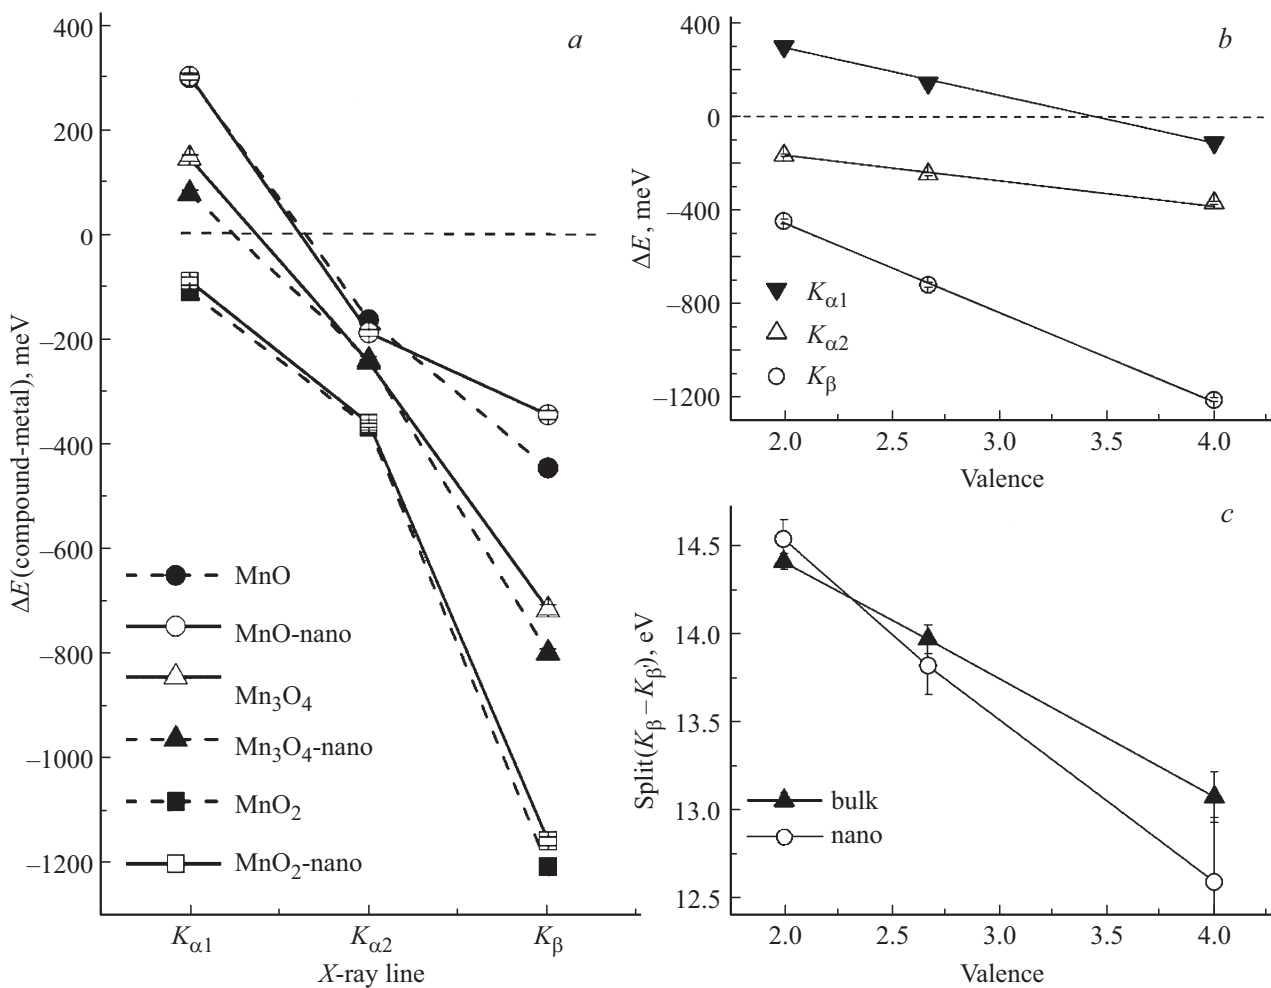 a
400
200
0
–200
–400
–600
–800
–1000
–1200
ΔE(compound-metal), meV
MnO
MnO-nano
Mn₃O₄
Mn₃O₄-nano
MnO₂
MnO₂-nano
Kα1 Kα2 Kβ
X-ray line
b
400
0
–400
–800
–1200
ΔE, meV
Kα1
Kα2
Kβ
2.0 2.5 3.0 3.5 4.0
Valence
c
14.5
14.0
13.5
13.0
12.5
Split(Kβ – Kβ'), eV
bulk
nano
2.0 2.5 3.0 3.5 4.0
Valence